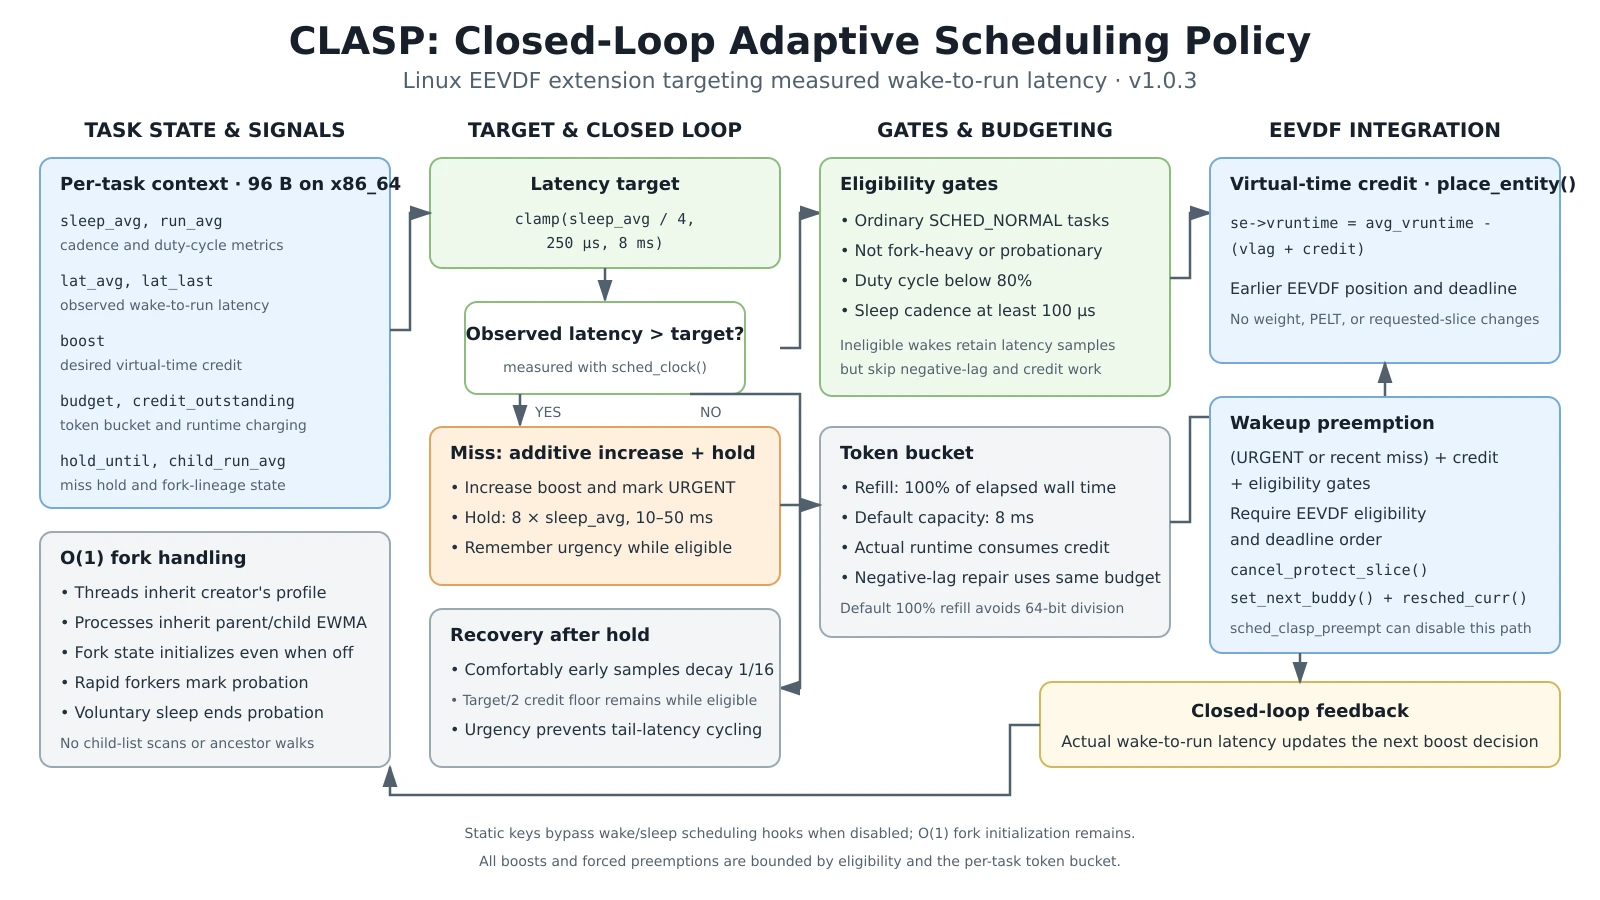 CLASP: Closed-Loop Adaptive Scheduling Policy
Linux EEVDF extension targeting measured wake-to-run latency · v1.0.3
TASK STATE & SIGNALS
Per-task context · 96 B on x86_64
sleep_avg, run_avg
cadence and duty-cycle metrics
lat_avg, lat_last
observed wake-to-run latency
boost
desired virtual-time credit
budget, credit_outstanding
token bucket and runtime charging
hold_until, child_run_avg
miss hold and fork-lineage state
O(1) fork handling
• Threads inherit creator's profile
• Processes inherit parent/child EWMA
• Fork state initializes even when off
• Rapid forkers mark probation
• Voluntary sleep ends probation
No child-list scans or ancestor walks
TARGET & CLOSED LOOP
Latency target
clamp(sleep_avg / 4,
250 µs, 8 ms)
Observed latency > target?
measured with sched_clock()
YES
NO
Miss: additive increase + hold
• Increase boost and mark URGENT
• Hold: 8 × sleep_avg, 10–50 ms
• Remember urgency while eligible
Recovery after hold
• Comfortably early samples decay 1/16
• Target/2 credit floor remains while eligible
• Urgency prevents tail-latency cycling
GATES & BUDGETING
Eligibility gates
• Ordinary SCHED_NORMAL tasks
• Not fork-heavy or probationary
• Duty cycle below 80%
• Sleep cadence at least 100 µs
Ineligible wakes retain latency samples
but skip negative-lag and credit work
Token bucket
• Refill: 100% of elapsed wall time
• Default capacity: 8 ms
• Actual runtime consumes credit
• Negative-lag repair uses same budget
Default 100% refill avoids 64-bit division
EEVDF INTEGRATION
Virtual-time credit · place_entity()
se->vruntime = avg_vruntime -
(vlag + credit)
Earlier EEVDF position and deadline
No weight, PELT, or requested-slice changes
Wakeup preemption
(URGENT or recent miss) + credit
+ eligibility gates
Require EEVDF eligibility
and deadline order
cancel_protect_slice()
set_next_buddy() + resched_curr()
sched_clasp_preempt can disable this path
Closed-loop feedback
Actual wake-to-run latency updates the next boost decision
Static keys bypass wake/sleep scheduling hooks when disabled; O(1) fork initialization remains.
All boosts and forced preemptions are bounded by eligibility and the per-task token bucket.